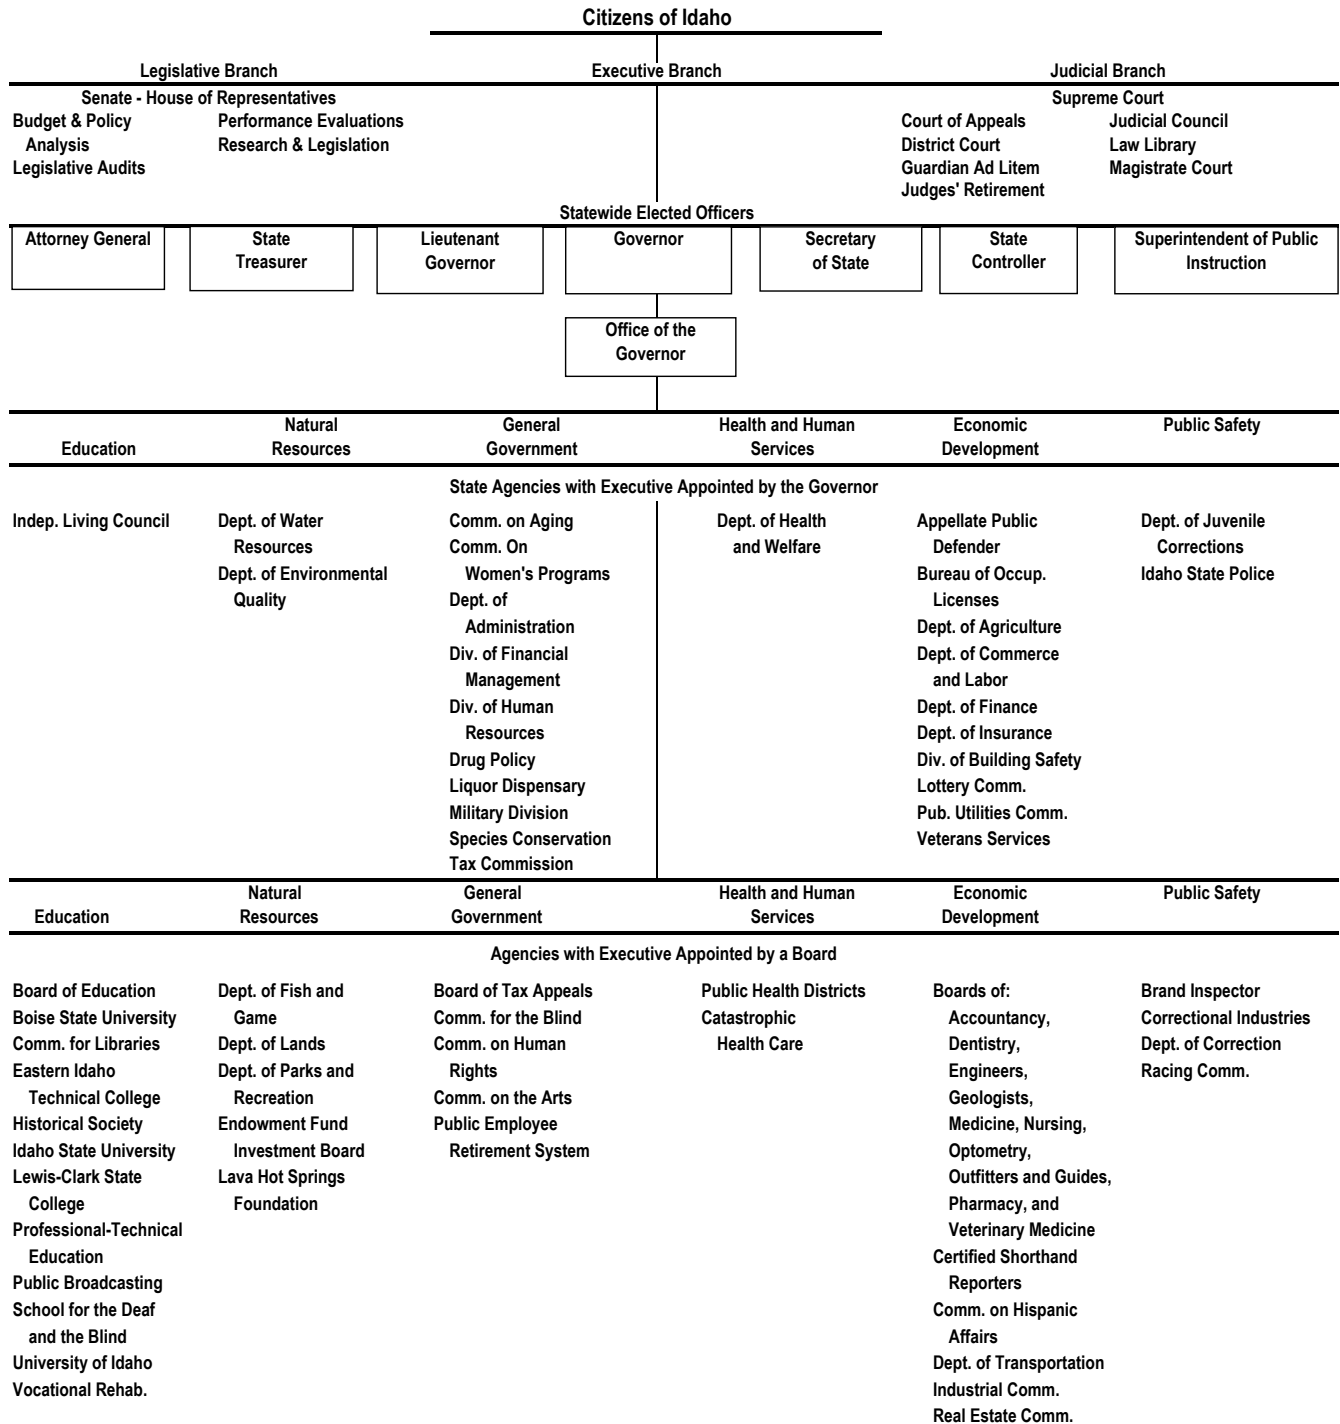 Citizens of Idaho
Legislative Branch
Executive Branch
Judicial Branch
Senate - House of Representatives
Budget & Policy
Analysis
Legislative Audits
Performance Evaluations
Research & Legislation
Supreme Court
Court of Appeals
District Court
Guardian Ad Litem
Judges' Retirement
Judicial Council
Law Library
Magistrate Court
Statewide Elected Officers
Attorney General
State
Treasurer
Lieutenant
Governor
Governor
Secretary
of State
State
Controller
Superintendent of Public
Instruction
Office of the
Governor
Education
Natural
Resources
General
Government
Health and Human
Services
Economic
Development
Public Safety
State Agencies with Executive Appointed by the Governor
Indep. Living Council
Dept. of Water
Resources
Dept. of Environmental
Quality
Comm. on Aging
Comm. On
Women's Programs
Dept. of
Administration
Div. of Financial
Management
Div. of Human
Resources
Drug Policy
Liquor Dispensary
Military Division
Species Conservation
Tax Commission
Dept. of Health
and Welfare
Appellate Public
Defender
Bureau of Occup.
Licenses
Dept. of Agriculture
Dept. of Commerce
and Labor
Dept. of Finance
Dept. of Insurance
Div. of Building Safety
Lottery Comm.
Pub. Utilities Comm.
Veterans Services
Dept. of Juvenile
Corrections
Idaho State Police
Education
Natural
Resources
General
Government
Health and Human
Services
Economic
Development
Public Safety
Agencies with Executive Appointed by a Board
Board of Education
Boise State University
Comm. for Libraries
Eastern Idaho
Technical College
Historical Society
Idaho State University
Lewis-Clark State
College
Professional-Technical
Education
Public Broadcasting
School for the Deaf
and the Blind
University of Idaho
Vocational Rehab.
Dept. of Fish and
Game
Dept. of Lands
Dept. of Parks and
Recreation
Endowment Fund
Investment Board
Lava Hot Springs
Foundation
Board of Tax Appeals
Comm. for the Blind
Comm. on Human
Rights
Comm. on the Arts
Public Employee
Retirement System
Public Health Districts
Catastrophic
Health Care
Boards of:
Accountancy,
Dentistry,
Engineers,
Geologists,
Medicine, Nursing,
Optometry,
Outfitters and Guides,
Pharmacy, and
Veterinary Medicine
Certified Shorthand
Reporters
Comm. on Hispanic
Affairs
Dept. of Transportation
Industrial Comm.
Real Estate Comm.
Brand Inspector
Correctional Industries
Dept. of Correction
Racing Comm.